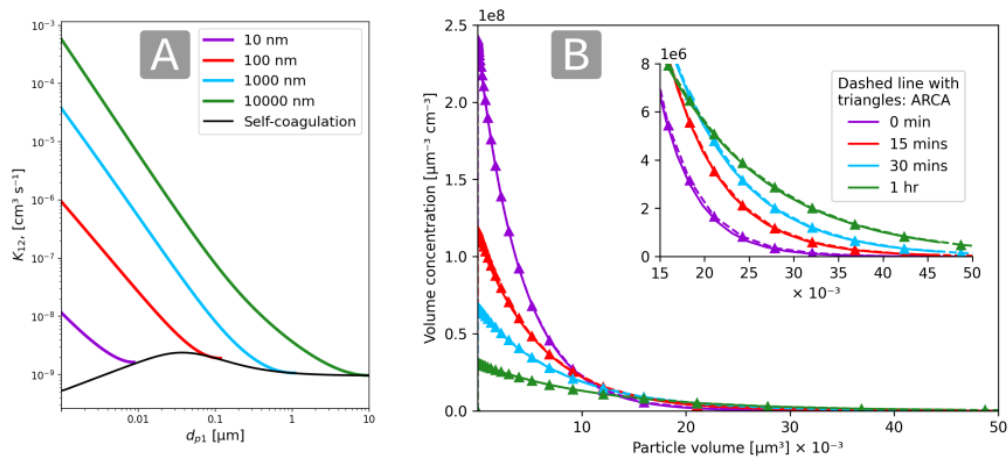 A
10 nm
100 nm
1000 nm
10000 nm
Self-coagulation
10⁻³
10⁻⁴
10⁻⁵
10⁻⁶
10⁻⁷
10⁻⁸
10⁻⁹
K₁₂, [cm³ s⁻¹]
0.01
0.1
1
10
dₚ₁ [μm]
B
1e8
2.5
2.0
1.5
1.0
0.5
0.0
Volume concentration [μm⁻³ cm⁻³]
10
20
30
40
50
Particle volume [μm³] × 10⁻³
1e6
8
6
4
2
0
15
20
25
30
35
40
45
50
× 10⁻³
Dashed line with
triangles: ARCA
0 min
15 mins
30 mins
1 hr